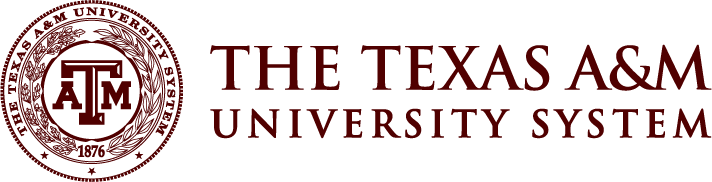 THE TEXAS A&M UNIVERSITY SYSTEM
ATM
1876
THE TEXAS A&M
UNIVERSITY SYSTEM